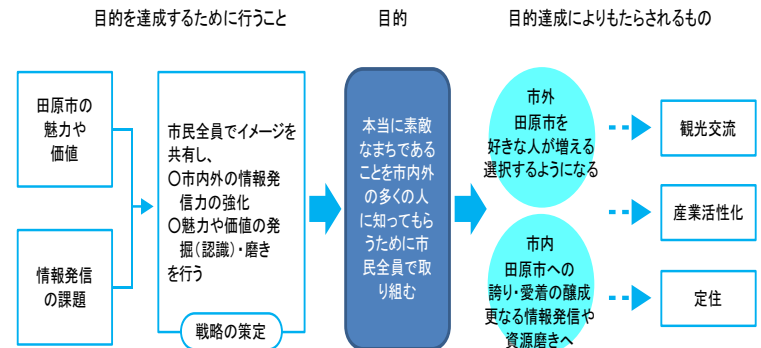 目的を達成するために行うこと
目的
目的達成によりもたらされるもの
田原市の
魅力や
価値
情報発信
の課題
市民全員でイメージを
共有し、
〇市内外の情報発
信力の強化
〇魅力や価値の発
掘(認識)・磨き
を行う
戦略の策定
本当に素敵
なまちである
ことを市内外
の多くの人
に知ってもら
うために市
民全員で取
り組む
市外
田原市を
好きな人が増える
選択するようになる
市内
田原市への
誇り・愛着の醸成
更なる情報発信や
資源磨きへ
観光交流
産業活性化
定住